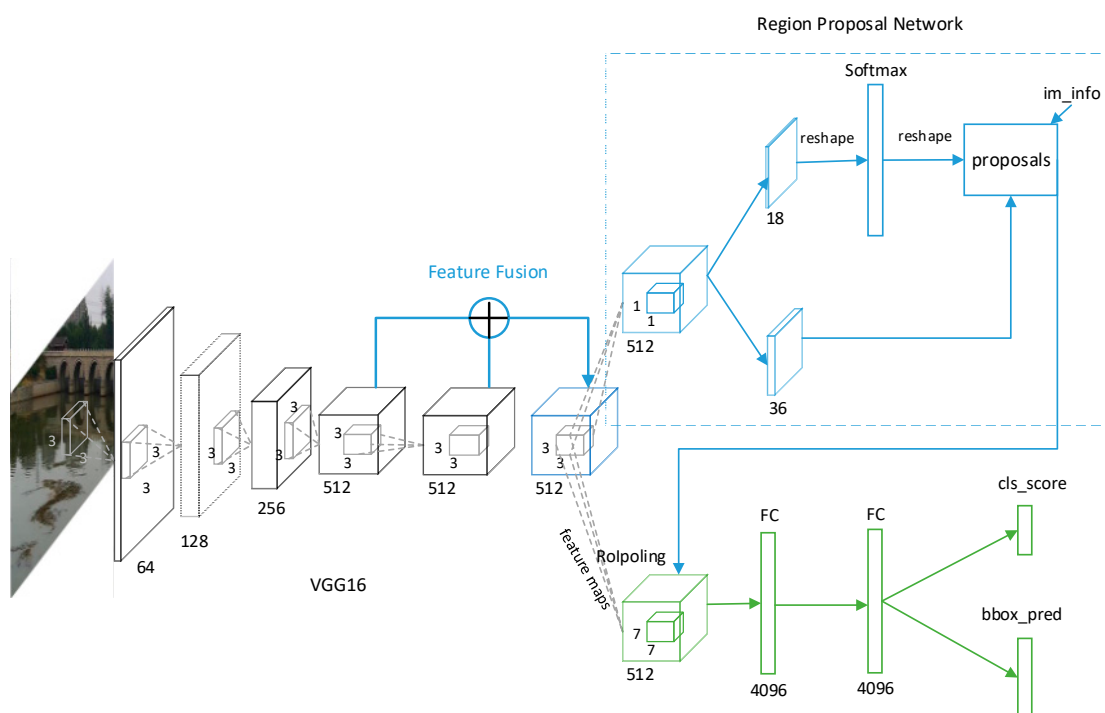 Region Proposal Network
Softmax
im_info
reshape
reshape
proposals
18
Feature Fusion
1
1
512
36
3
3
3
3
3
3
3
3
3
3
3
3
3
3
512
512
512
256
128
64
VGG16
feature maps
RoIpoling
7
7
512
FC
4096
FC
4096
cls_score
bbox_pred